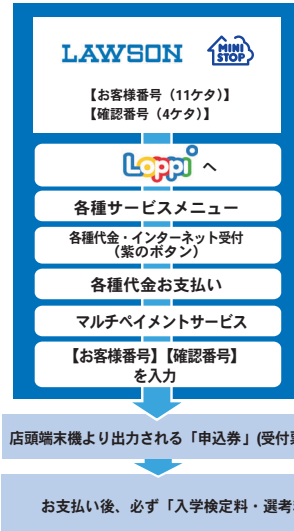 LAWSON MINI STOP
【お客様番号（11ケタ）】
【確認番号（4ケタ）】
Loppi へ
各種サービスメニュー
各種代金・インターネット受付
（紫のボタン）
各種代金お支払い
マルチペイメントサービス
【お客様番号】【確認番号】
を入力
店頭端末機より出力される「申込券」(受付
お支払い後、必ず「入学検定料・選考